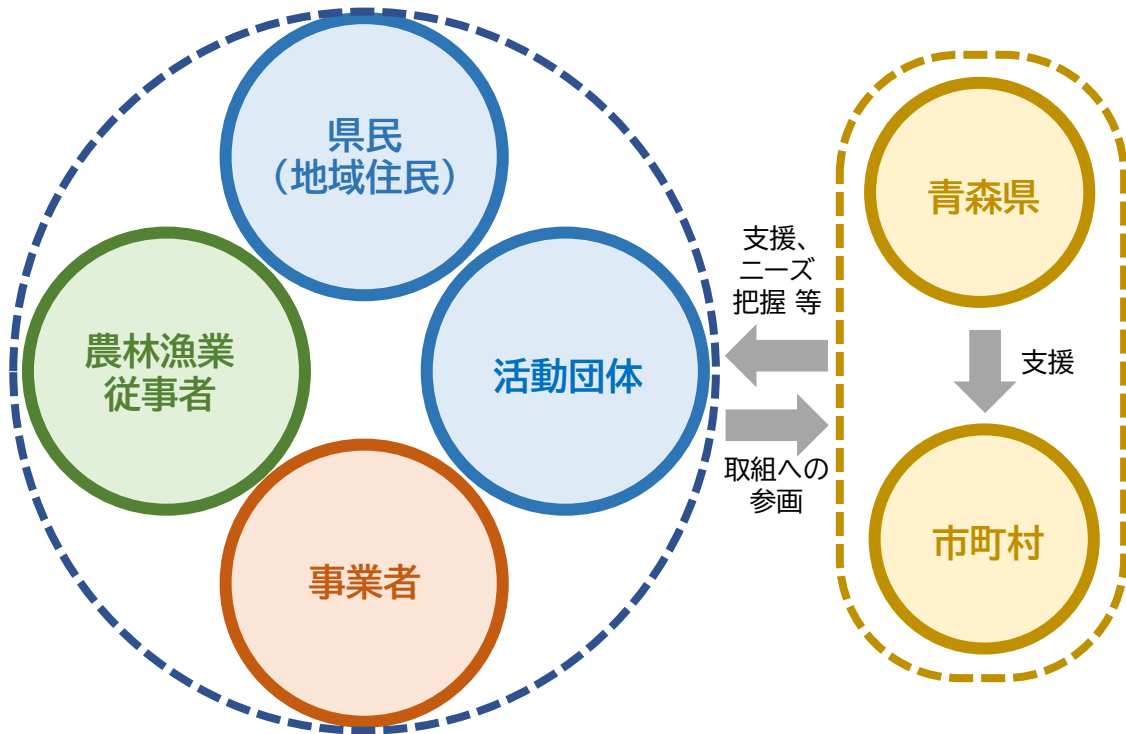 県民
（地域住民）
農林漁業
従事者
活動団体
事業者
支援、
ニーズ
把握 等
取組への
参画
青森県
支援
市町村